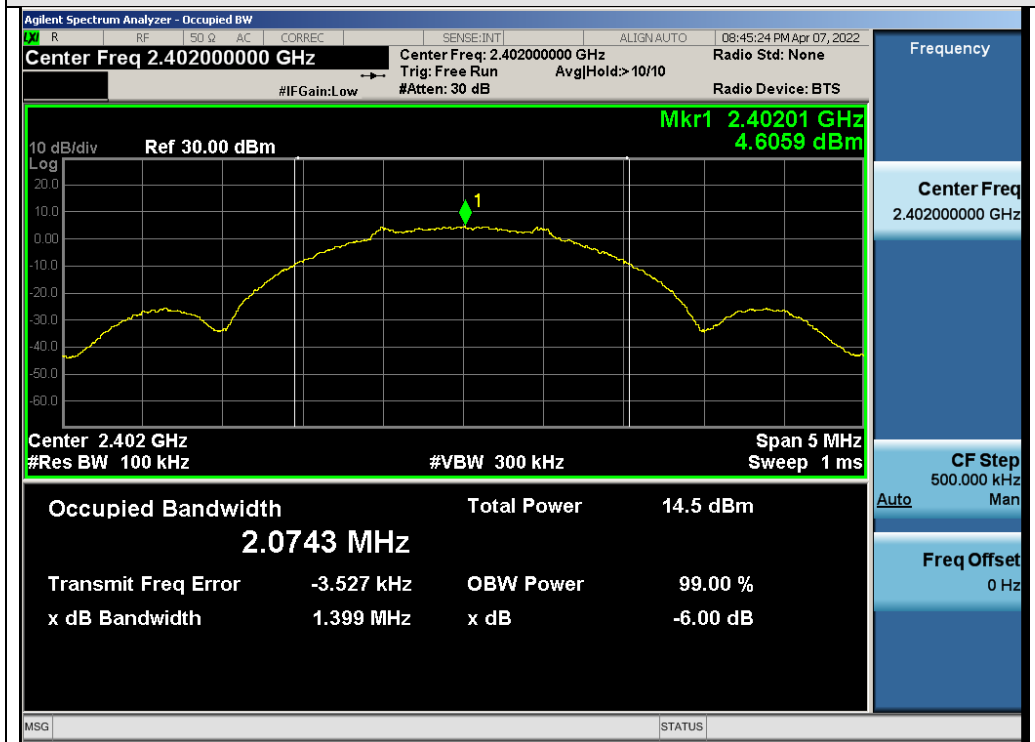 Agilent Spectrum Analyzer - Occupied BW
LXI R RF 50 Ω AC CORREC SENSE:INT ALIGN AUTO 08:45:24 PM Apr 07, 2022
Center Freq 2.402000000 GHz Center Freq: 2.402000000 GHz Radio Std: None
Trig: Free Run Avg|Hold:> 10/10
#IFGain:Low #Atten: 30 dB Radio Device: BTS
Mkr1 2.40201 GHz
4.6059 dBm
10 dB/div Ref 30.00 dBm
Log
20.0
10.0
1
0.00
-10.0
-20.0
-30.0
-40.0
-50.0
-60.0
Center 2.402 GHz Span 5 MHz
#Res BW 100 kHz #VBW 300 kHz Sweep 1 ms
Occupied Bandwidth Total Power 14.5 dBm
2.0743 MHz
Transmit Freq Error -3.527 kHz OBW Power 99.00 %
x dB Bandwidth 1.399 MHz x dB -6.00 dB
MSG STATUS
Frequency
Center Freq
2.402000000 GHz
CF Step
500.000 kHz
Auto Man
Freq Offset
0 Hz